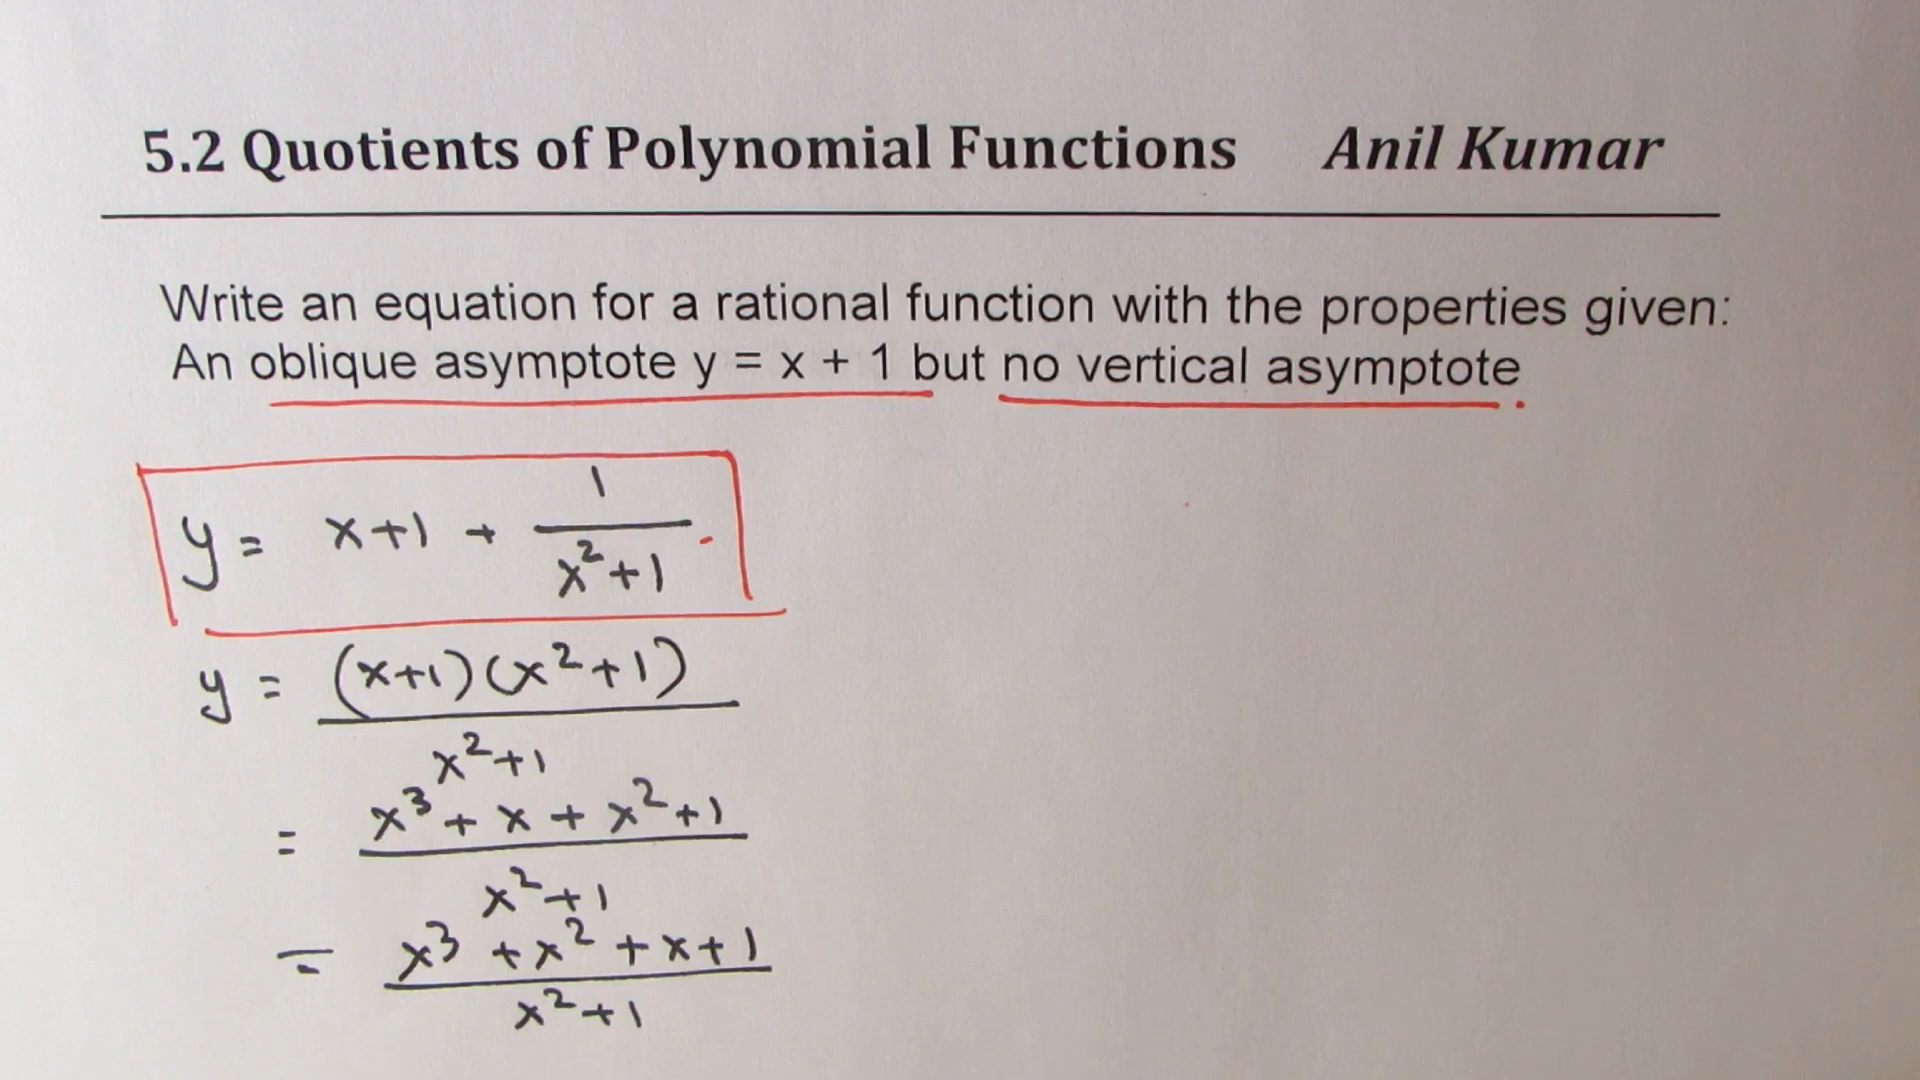 5.2 Quotients of Polynomial Functions Anil Kumar
Write an equation for a rational function with the properties given:
An oblique asymptote y = x + 1 but no vertical asymptote.
y = x+1 + 1/(x²+1).
y = (x+1)(x²+1)/(x²+1)
= (x³ + x + x² + 1)/(x²+1)
= (x³ + x² + x + 1)/(x²+1)